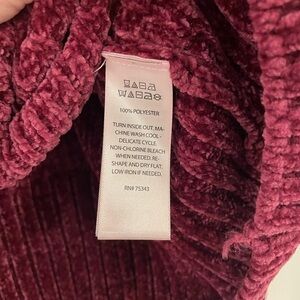 100% POLYESTER
TURN INSIDE OUT. MA-
CHINE WASH COOL -
DELICATE CYCLE.
NON-CHLORINE BLEACH
WHEN NEEDED. RE-
SHAPE AND DRY FLAT.
LOW IRON IF NEEDED.
RN# 75343